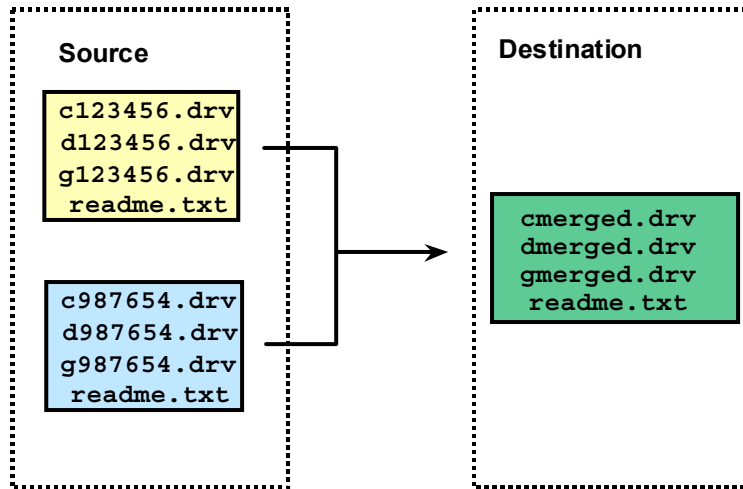 Source
c123456.drv
d123456.drv
g123456.drv
readme.txt
c987654.drv
d987654.drv
g987654.drv
readme.txt
Destination
cmerged.drv
dmerged.drv
gmerged.drv
readme.txt